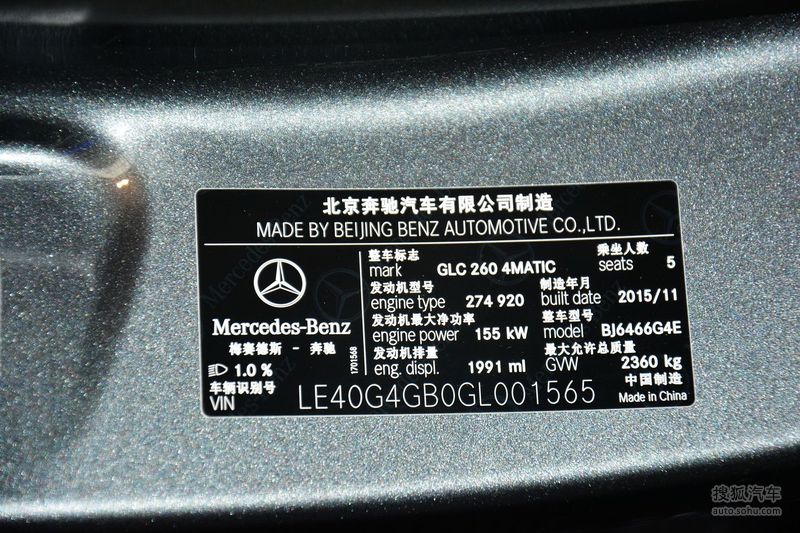 北京奔驰汽车有限公司制造
MADE BY BEIJING BENZ AUTOMOTIVE CO.,LTD.
整车标志 乘坐人数
mark GLC 260 4MATIC seats 5
发动机型号 制造年月
engine type 274 920 built date 2015/11
发动机最大净功率 整车型号
engine power 155 kW model BJ6466G4E
发动机排量 最大允许总质量
eng. displ. 1991 ml GVW 2360 kg
Mercedes-Benz
梅赛德斯 - 奔驰
1701568
1.0 %
车辆识别号 中国制造
VIN LE40G4GB0GL001565 Made in China
搜狐汽车
auto.sohu.com